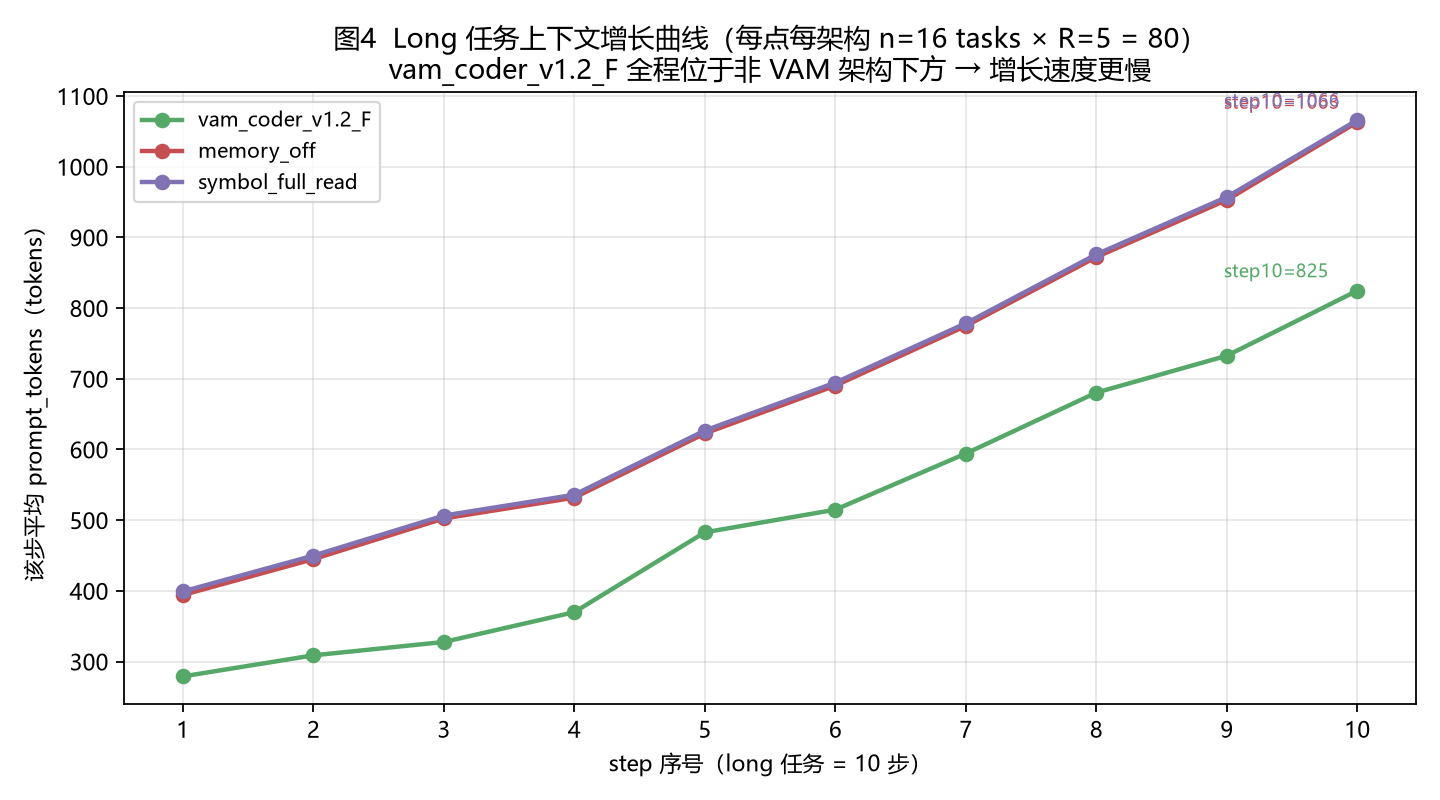 图4  Long 任务上下文增长曲线（每点每架构 n=16 tasks × R=5 = 80）
vam_coder_v1.2_F 全程位于非 VAM 架构下方 → 增长速度更慢
vam_coder_v1.2_F
memory_off
symbol_full_read
step10=1066
step10=825
该步平均 prompt_tokens（tokens）
1100
1000
900
800
700
600
500
400
300
1 2 3 4 5 6 7 8 9 10
step 序号（long 任务 = 10 步）